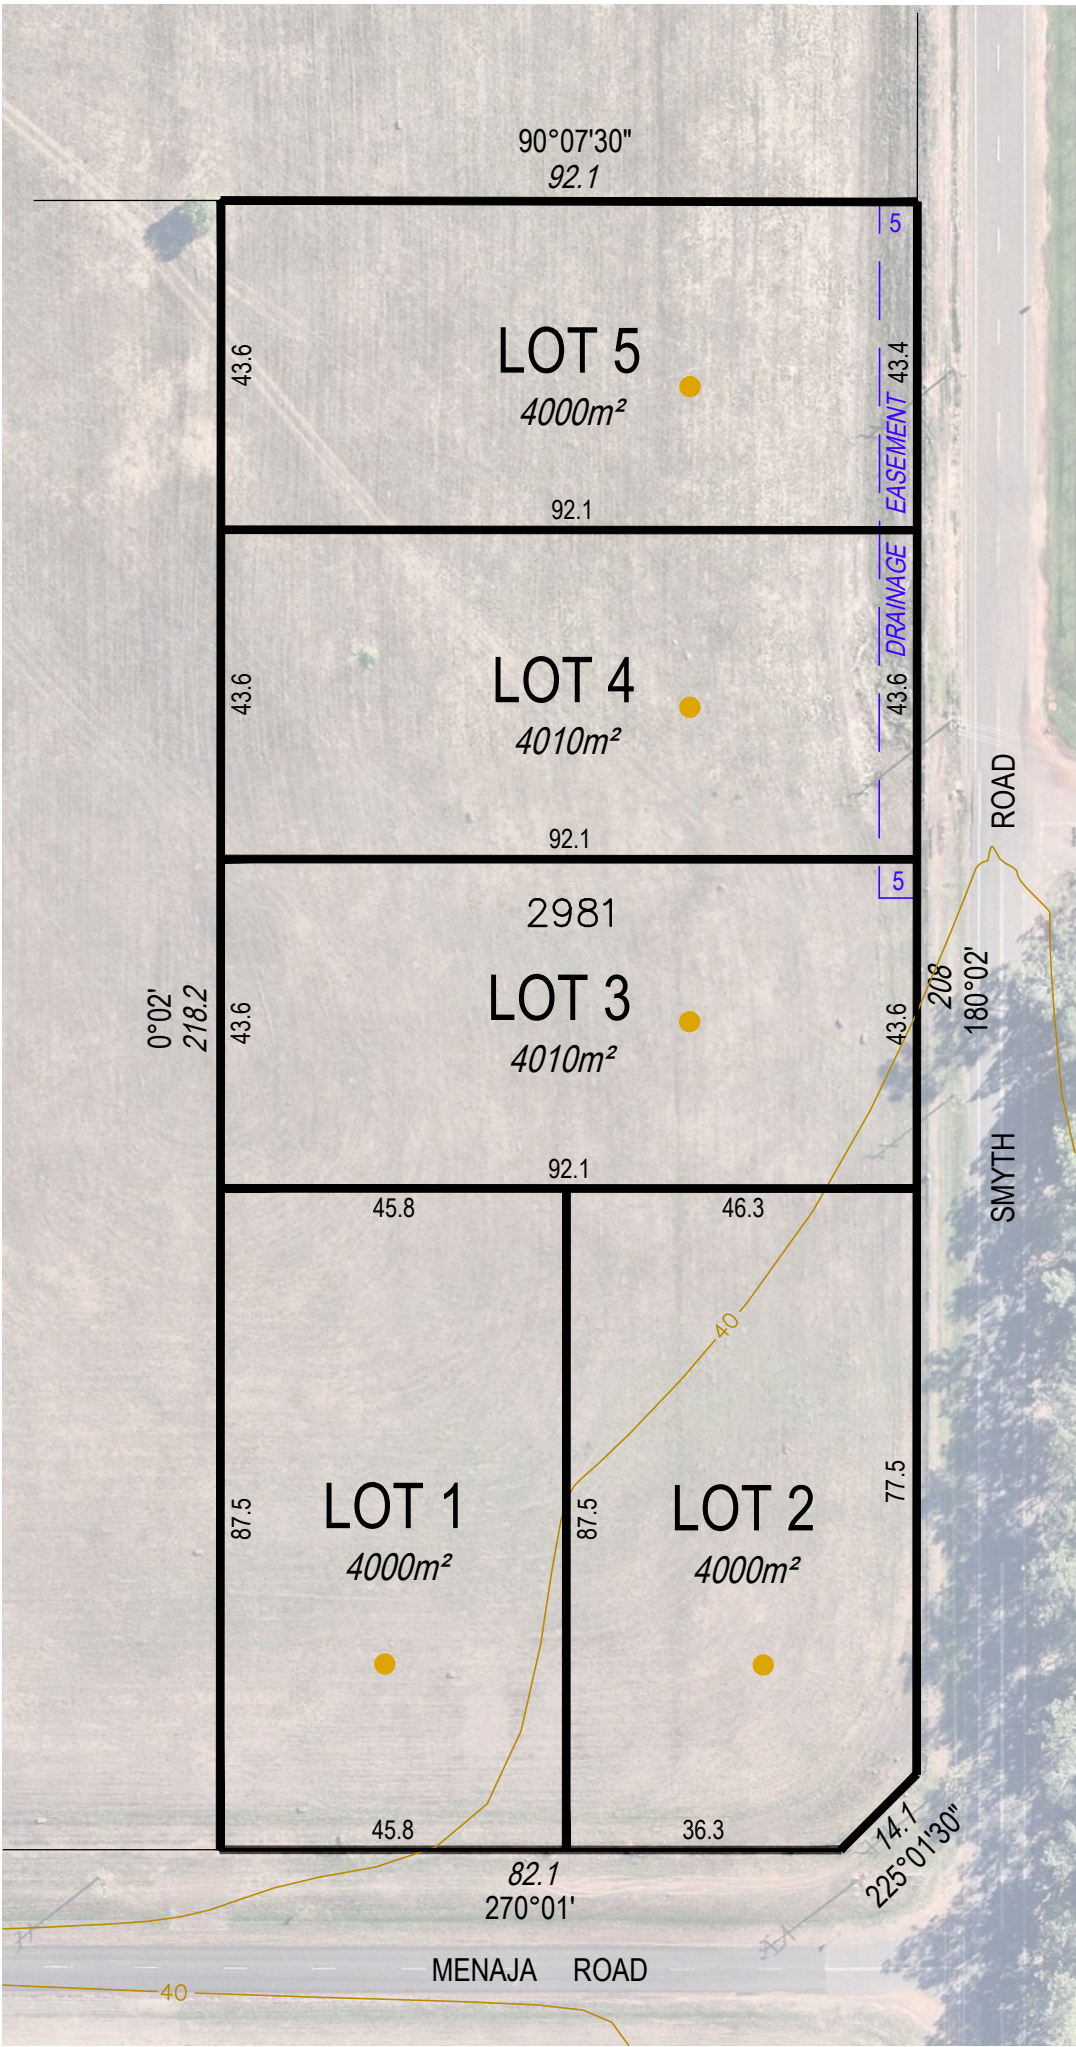 90°07'30"
92.1
5
LOT 5
4000m²
43.6
43.4
92.1
DRAINAGE EASEMENT
LOT 4
4010m²
43.6
43.6
92.1
ROAD
5
2981
LOT 3
4010m²
0°02'
218.2
43.6
43.6
208
180°02'
92.1
SMYTH
45.8
46.3
40
LOT 1
4000m²
87.5
87.5
LOT 2
4000m²
77.5
45.8
36.3
14.1
225°01'30"
82.1
270°01'
MENAJA ROAD
40